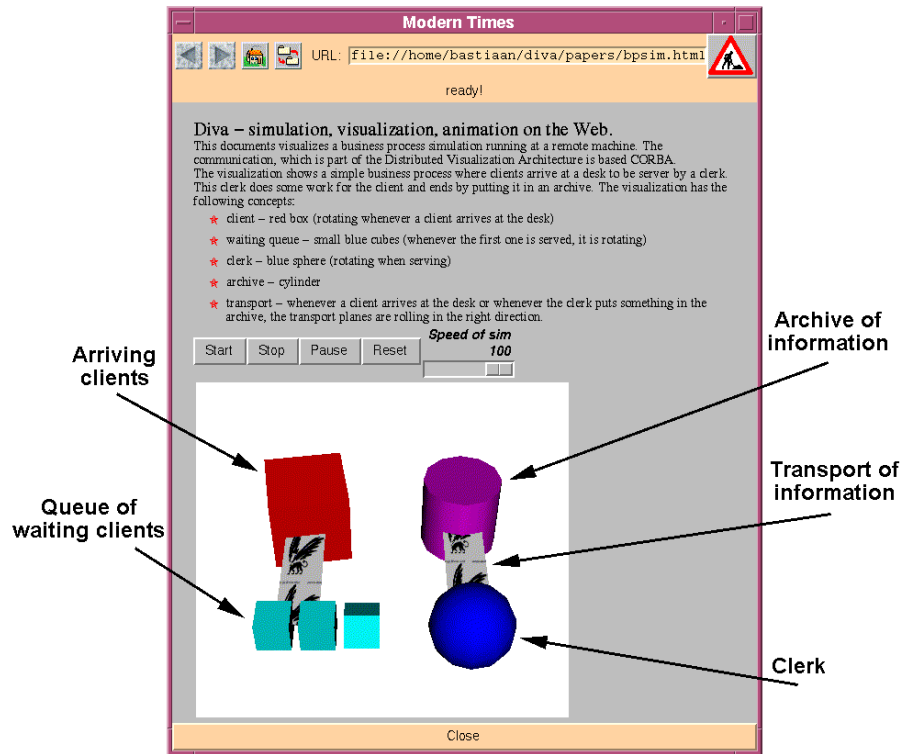 Modern Times
URL: file://home/bastiaan/diva/papers/bpsim.html
ready!
Diva – simulation, visualization, animation on the Web.
This documents visualizes a business process simulation running at a remote machine. The
communication, which is part of the Distributed Visualization Architecture is based CORBA.
The visualization shows a simple business process where clients arrive at a desk to be server by a clerk.
This clerk does some work for the client and ends by putting it in an archive. The visualization has the
following concepts:
client – red box (rotating whenever a client arrives at the desk)
waiting queue – small blue cubes (whenever the first one is served, it is rotating)
clerk – blue sphere (rotating when serving)
archive – cylinder
transport – whenever a client arrives at the desk or whenever the clerk puts something in the
archive, the transport planes are rolling in the right direction.
Start Stop Pause Reset
Speed of sim
100
Arriving
clients
Archive of
information
Queue of
waiting clients
Transport of
information
Clerk
Close